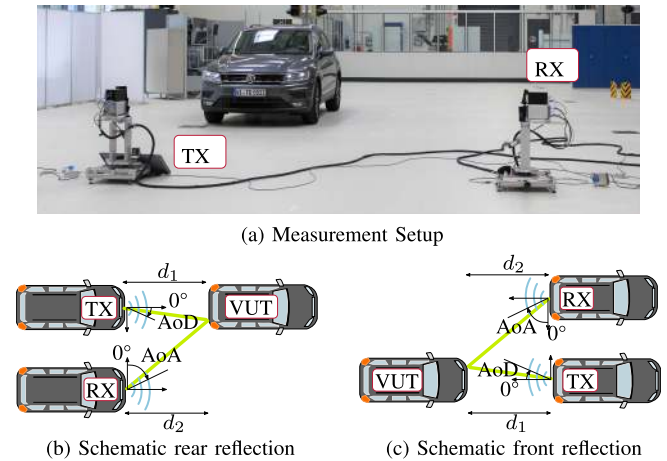 RX
TX
(a) Measurement Setup
d₁
TX
0°
AoD
VUT
0°
AoA
RX
d₂
(b) Schematic rear reflection
d₂
RX
AoA
0°
VUT
AoD
0°
TX
d₁
(c) Schematic front reflection